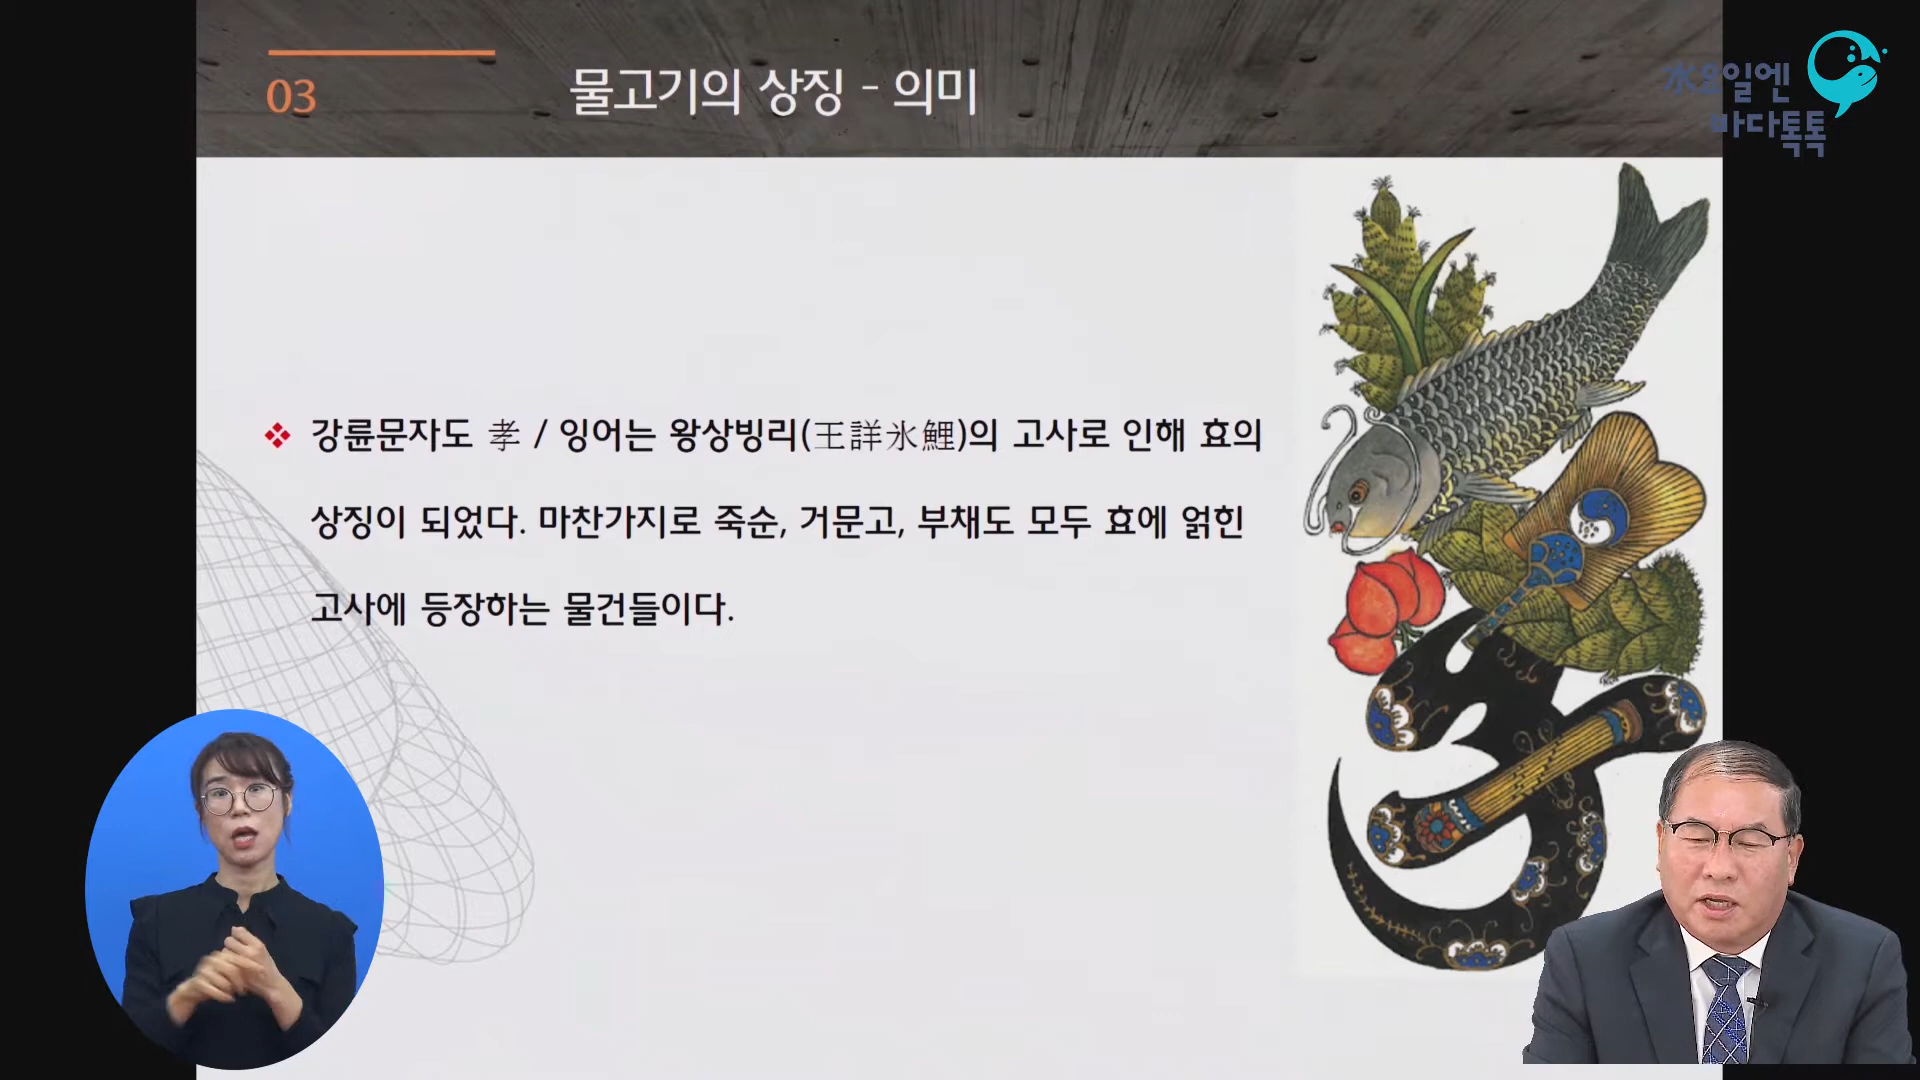 03
물고기의 상징 - 의미
水요일엔
바다톡톡
❖ 강륜문자도 孝 / 잉어는 왕상빙리(王詳氷鯉)의 고사로 인해 효의
상징이 되었다. 마찬가지로 죽순, 거문고, 부채도 모두 효에 얽힌
고사에 등장하는 물건들이다.